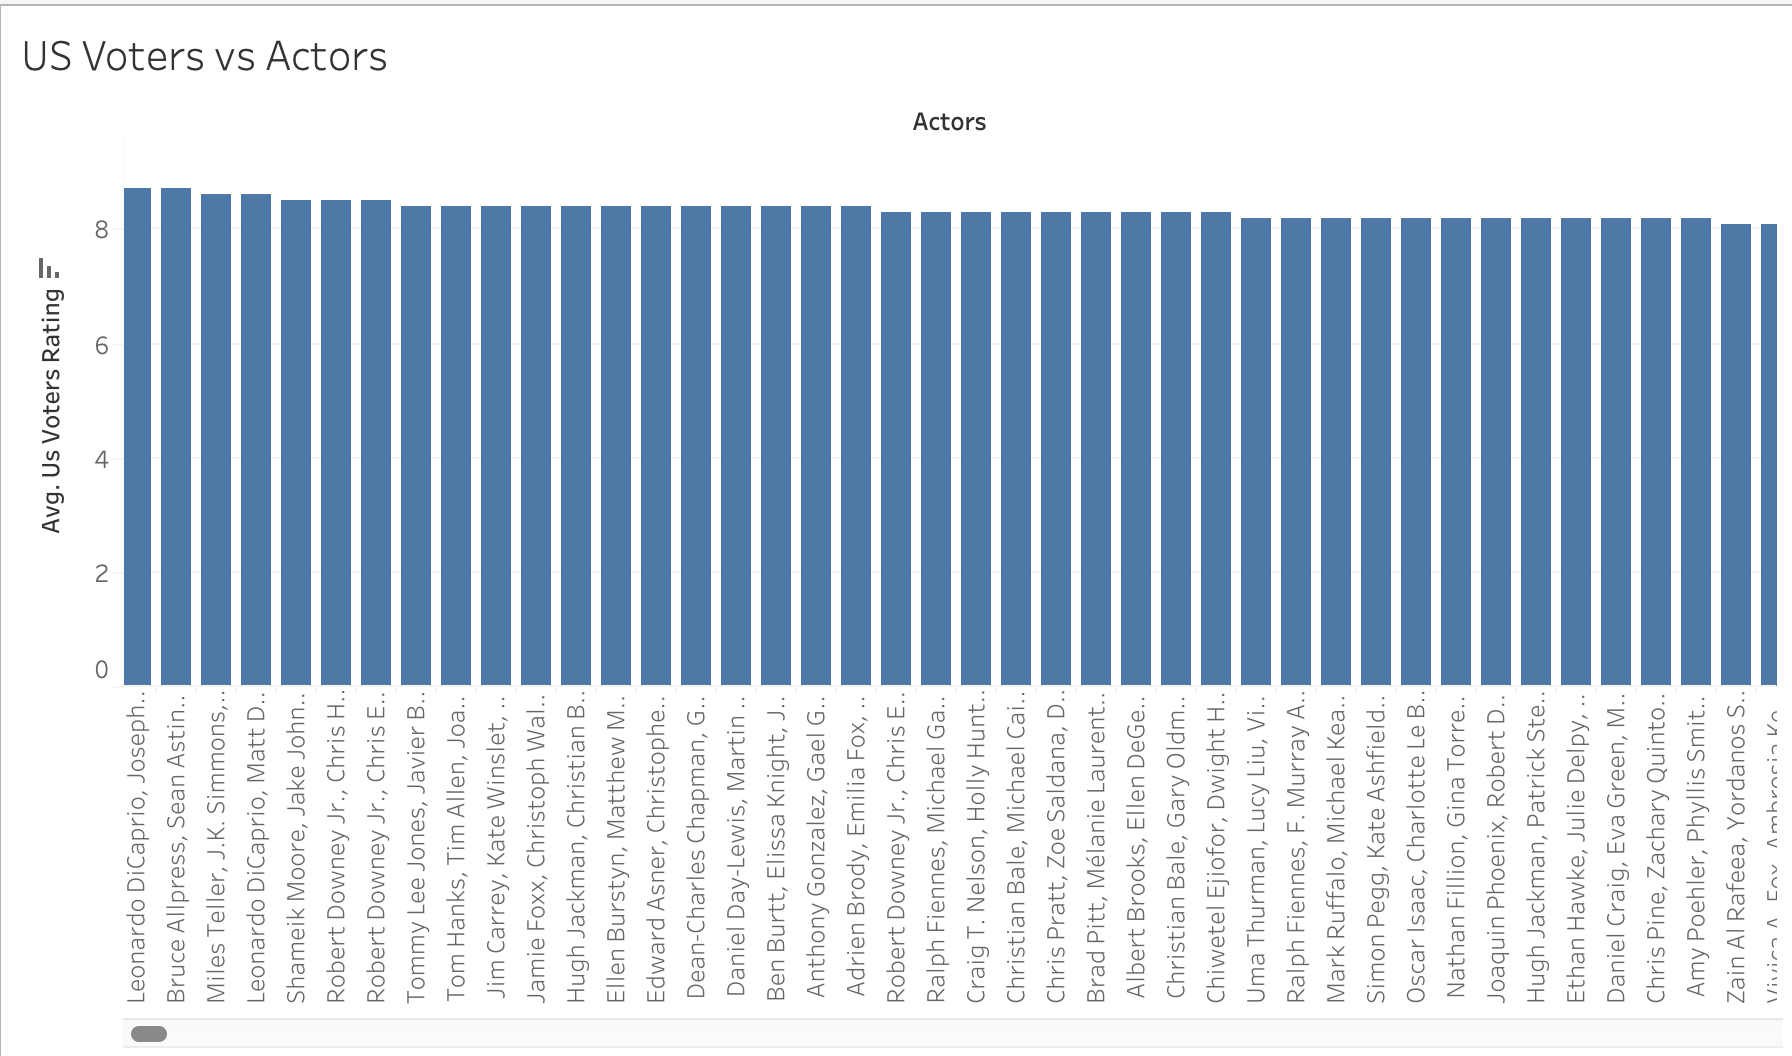 US Voters vs Actors
Actors
Avg. Us Voters Rating
8
6
4
2
0
Leonardo DiCaprio, Joseph..
Bruce Allpress, Sean Astin..
Miles Teller, J.K. Simmons,..
Leonardo DiCaprio, Matt D..
Shameik Moore, Jake John..
Robert Downey Jr., Chris H..
Robert Downey Jr., Chris E..
Tommy Lee Jones, Javier B..
Tom Hanks, Tim Allen, Joa..
Jim Carrey, Kate Winslet, ..
Jamie Foxx, Christoph Wal..
Hugh Jackman, Christian B..
Ellen Burstyn, Matthew M..
Edward Asner, Christophe..
Dean-Charles Chapman, G..
Daniel Day-Lewis, Martin ..
Ben Burtt, Elissa Knight, J..
Anthony Gonzalez, Gael G..
Adrien Brody, Emilia Fox, ..
Robert Downey Jr., Chris E..
Ralph Fiennes, Michael Ga..
Craig T. Nelson, Holly Hunt..
Christian Bale, Michael Cai..
Chris Pratt, Zoe Saldana, D..
Brad Pitt, Mélanie Laurent..
Albert Brooks, Ellen DeGe..
Christian Bale, Gary Oldm..
Chiwetel Ejiofor, Dwight H..
Uma Thurman, Lucy Liu, Vi..
Ralph Fiennes, F. Murray A..
Mark Ruffalo, Michael Kea..
Simon Pegg, Kate Ashfield..
Oscar Isaac, Charlotte Le B..
Nathan Fillion, Gina Torre..
Joaquin Phoenix, Robert D..
Hugh Jackman, Patrick Ste..
Ethan Hawke, Julie Delpy, ..
Daniel Craig, Eva Green, M..
Chris Pine, Zachary Quinto..
Amy Poehler, Phyllis Smit..
Zain Al Rafeea, Yordanos S..